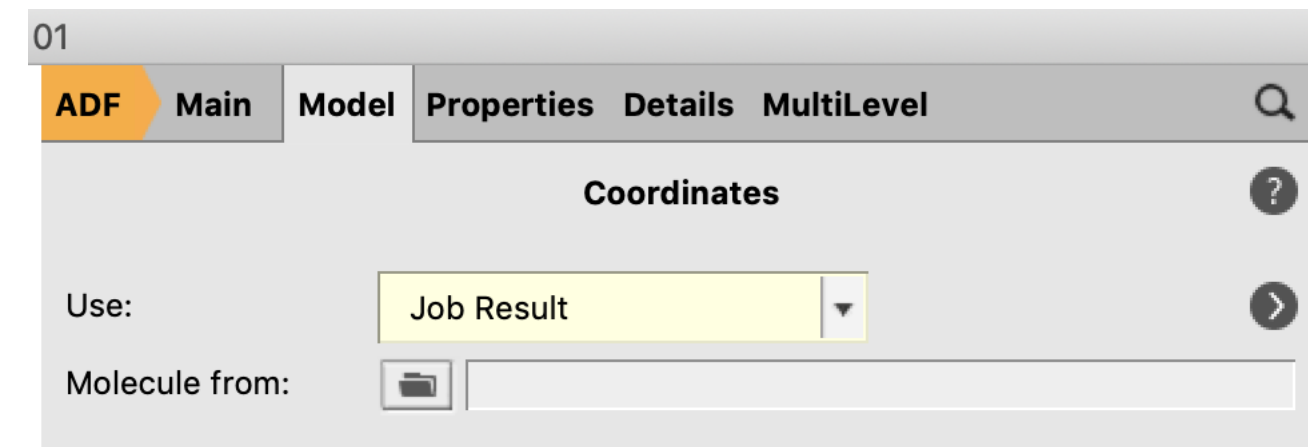 01
ADF Main Model Properties Details MultiLevel
Coordinates
?
Use: Job Result
Molecule from: